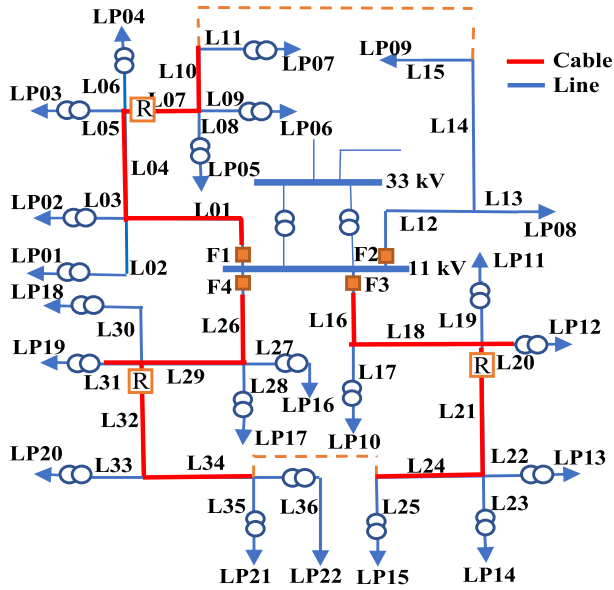 LP04
L11
LP07
LP09
L15
Cable
Line
L10
L06
L07
R
LP03
L05
L09
LP06
L08
L14
L04
LP05
33 kV
LP02
L03
L01
L13
L12
LP08
LP01
L02
F1
F2
11 kV
LP11
LP18
F4
F3
L30
L26
L16
L18
L19
LP12
LP19
L31
L29
L27
R
L20
R
L28
L17
LP16
L32
L21
LP17
LP10
LP20
L33
L34
L24
L22
LP13
L35
L36
L25
L23
LP21
LP22
LP15
LP14